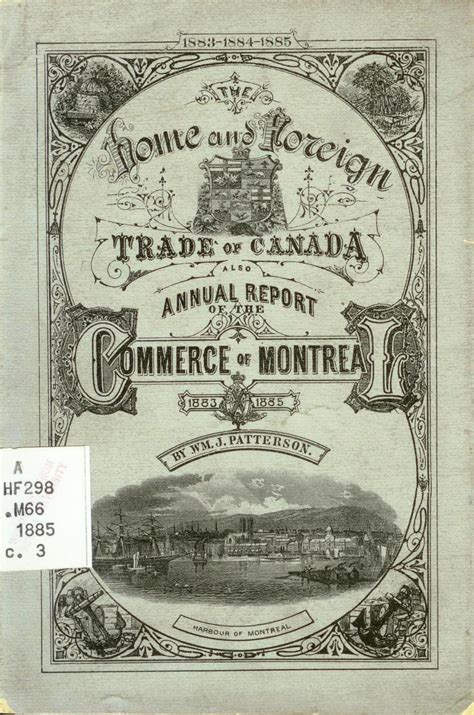 1883-1884-1885
THE
Home and Foreign
TRADE OF CANADA
ALSO
ANNUAL REPORT
OF THE
COMMERCE OF MONTREAL
1883 1885
BY WM. J. PATTERSON.
A
HF298
.M66
1885
c. 3
HARBOUR OF MONTREAL